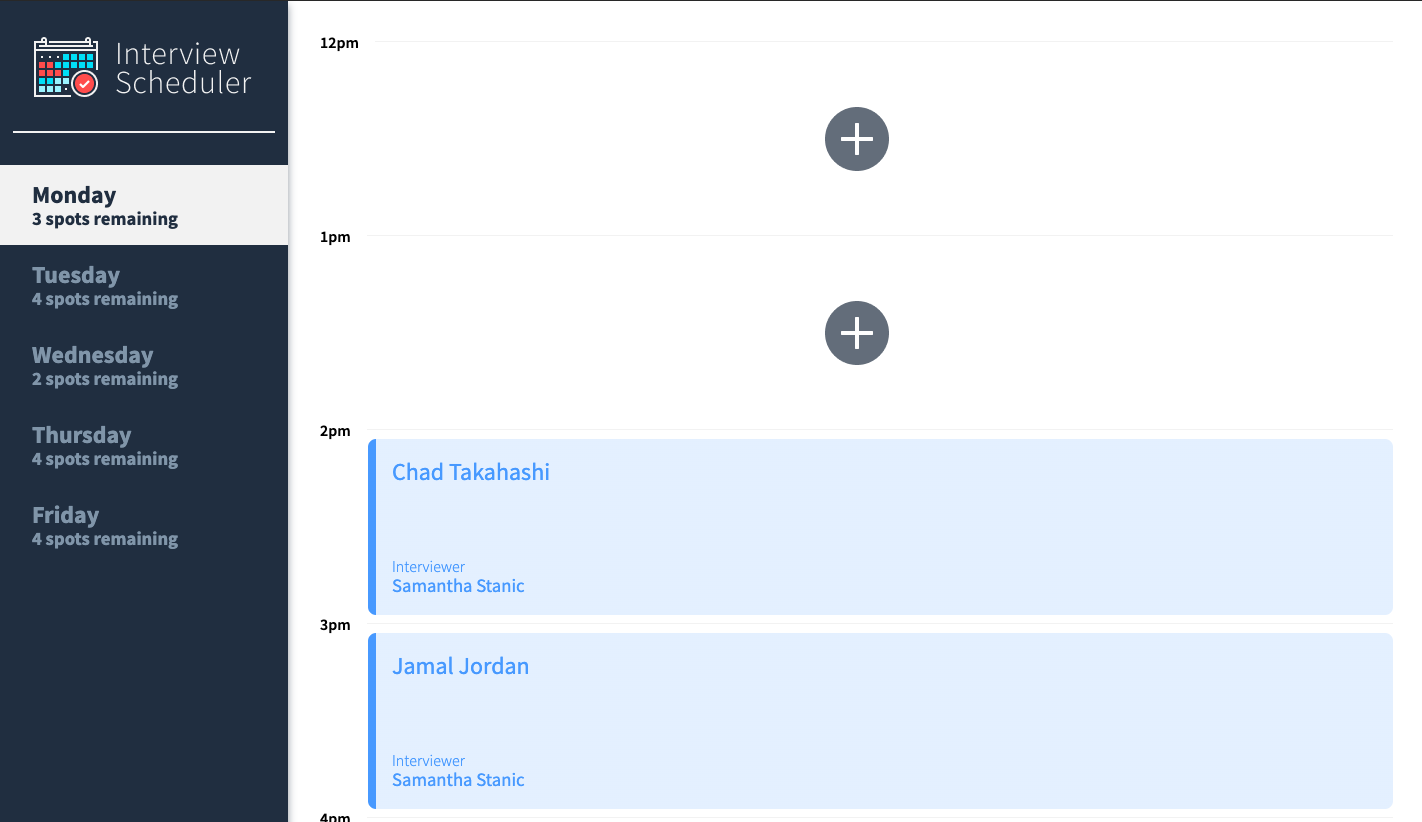 Interview
Scheduler
Monday
3 spots remaining
Tuesday
4 spots remaining
Wednesday
2 spots remaining
Thursday
4 spots remaining
Friday
4 spots remaining
12pm
1pm
2pm
Chad Takahashi
Interviewer
Samantha Stanic
3pm
Jamal Jordan
Interviewer
Samantha Stanic
4pm